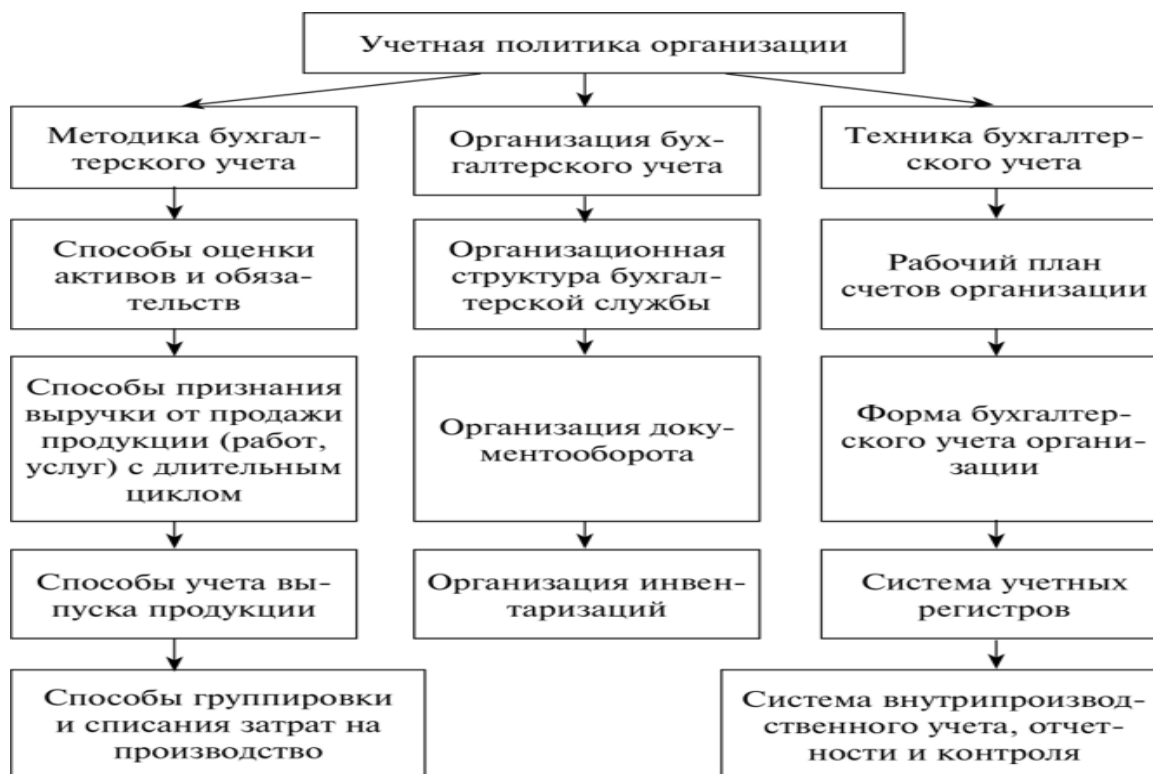 Учетная политика организации
Методика бухгал-
терского учета
Организация бух-
галтерского учета
Техника бухгалтер-
ского учета
Способы оценки
активов и обяза-
тельств
Организационная
структура бухгал-
терской службы
Рабочий план
счетов организации
Способы признания
выручки от продажи
продукции (работ,
услуг) с длительным
циклом
Организация доку-
ментооборота
Форма бухгалтер-
ского учета органи-
зации
Способы учета вы-
пуска продукции
Организация инвен-
таризаций
Система учетных
регистров
Способы группировки
и списания затрат на
производство
Система внутрипроизвод-
ственного учета, отчет-
ности и контроля